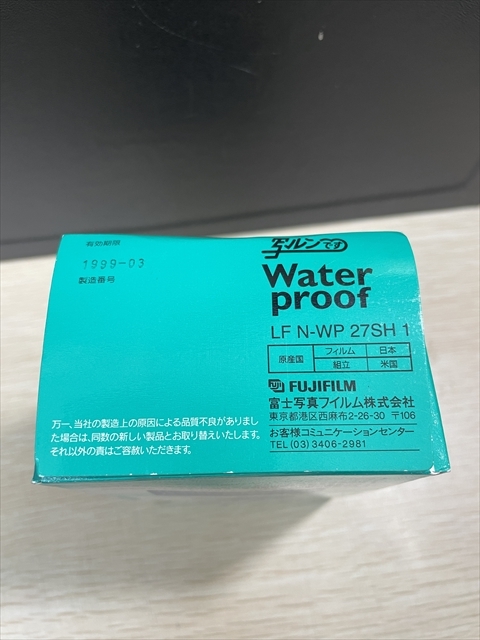 有効期限
1999-03
製造番号
写ルンです
Water
proof
LF N-WP 27SH 1
原産国 フィルム 日本
組立 米国
FUJIFILM
富士写真フイルム株式会社
東京都港区西麻布2-26-30 〒106
お客様コミュニケーションセンター
TEL (03) 3406-2981
万一、当社の製造上の原因による品質不良がありまし
た場合は、同数の新しい製品とお取り替えいたします。
それ以外の責はご容赦いただきます。